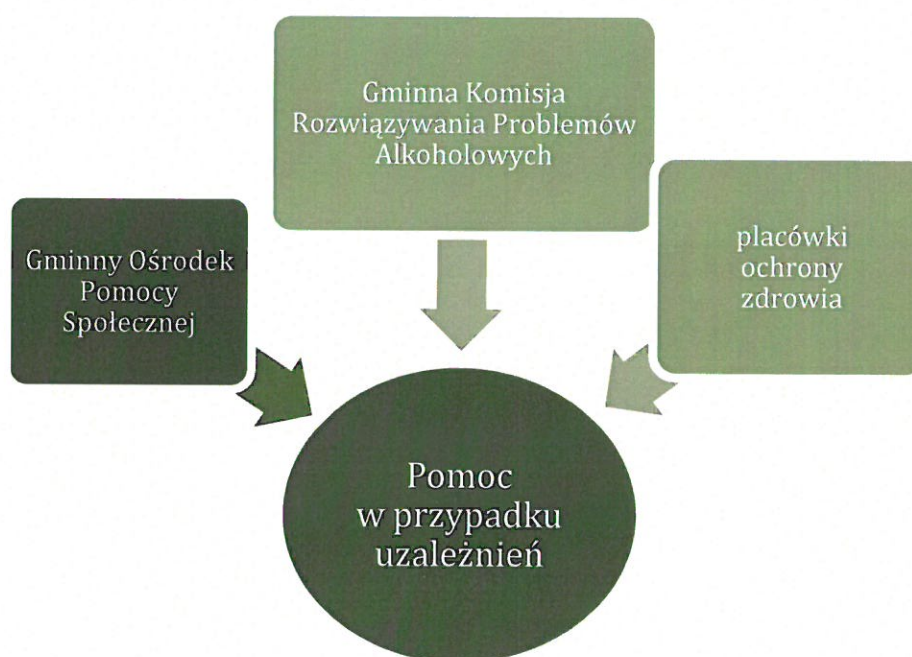 Gminna Komisja
Rozwiązywania Problemów
Alkoholowych
Gminny Ośrodek
Pomocy
Społecznej
placówki
ochrony
zdrowia
Pomoc
w przypadku
uzależnień